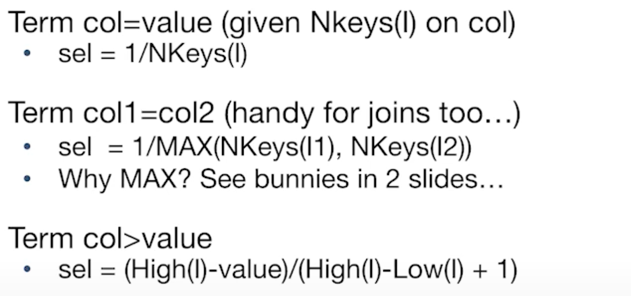 Term col=value (given Nkeys(I) on col)
• sel = 1/NKeys(I)
Term col1=col2 (handy for joins too…)
• sel = 1/MAX(NKeys(I1), NKeys(I2))
• Why MAX? See bunnies in 2 slides…
Term col>value
• sel = (High(I)-value)/(High(I)-Low(I) + 1)